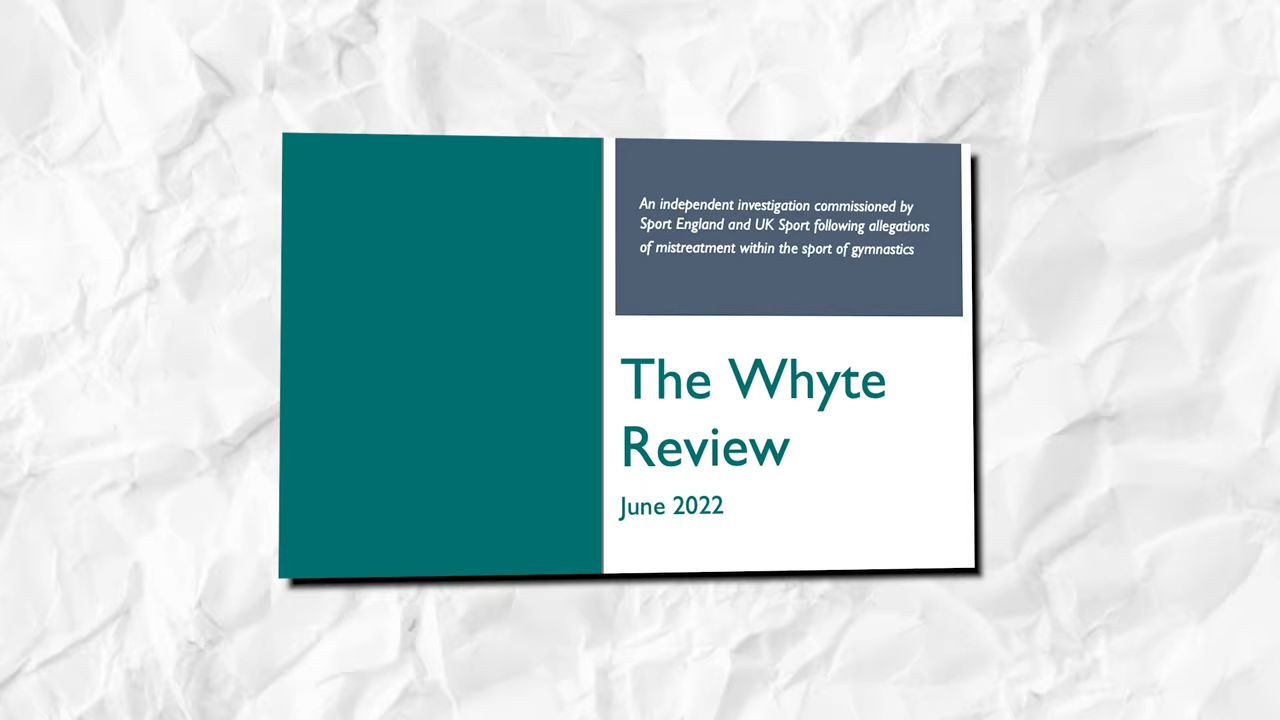 An independent investigation commissioned by
Sport England and UK Sport following allegations
of mistreatment within the sport of gymnastics
The Whyte
Review
June 2022